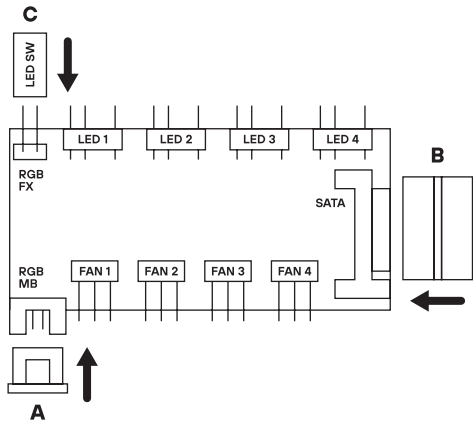 C
LED SW
LED 1
LED 2
LED 3
LED 4
RGB
FX
B
SATA
RGB
MB
FAN 1
FAN 2
FAN 3
FAN 4
A